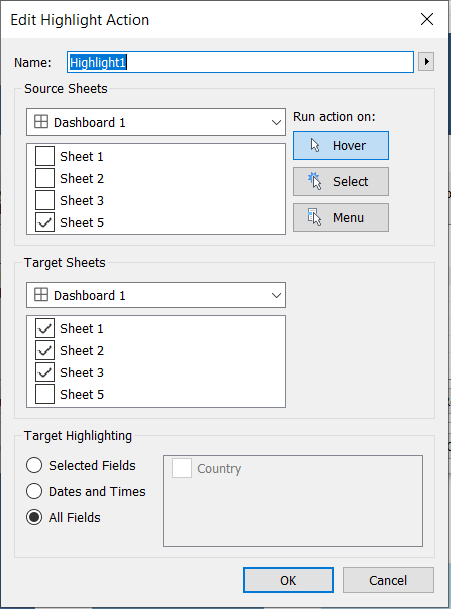 Edit Highlight Action
Name: Highlight1
Source Sheets
Dashboard 1
Run action on:
Sheet 1
Sheet 2
Sheet 3
Sheet 5
Hover
Select
Menu
Target Sheets
Dashboard 1
Sheet 1
Sheet 2
Sheet 3
Sheet 5
Target Highlighting
Selected Fields
Dates and Times
All Fields
Country
OK Cancel